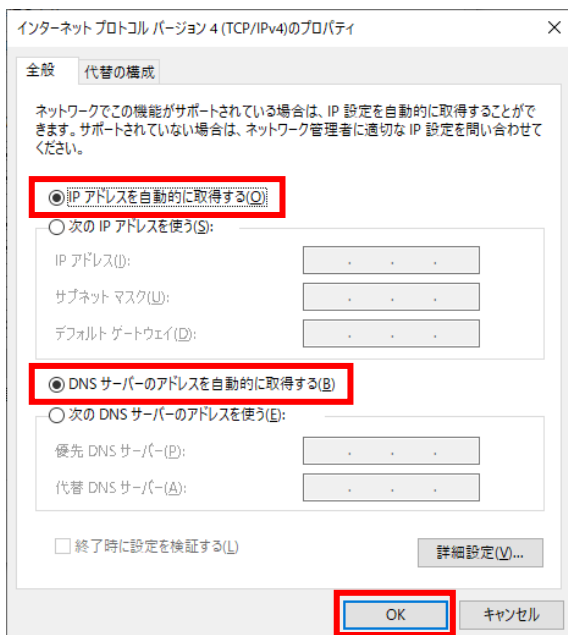 インターネット プロトコル バージョン 4 (TCP/IPv4)のプロパティ
全般 代替の構成
ネットワークでこの機能がサポートされている場合は、IP 設定を自動的に取得することがで
きます。サポートされていない場合は、ネットワーク管理者に適切な IP 設定を問い合わせて
ください。
IP アドレスを自動的に取得する(O)
次の IP アドレスを使う(S):
IP アドレス(I):
サブネット マスク(U):
デフォルト ゲートウェイ(D):
DNS サーバーのアドレスを自動的に取得する(B)
次の DNS サーバーのアドレスを使う(E):
優先 DNS サーバー(P):
代替 DNS サーバー(A):
終了時に設定を検証する(L)
詳細設定(V)...
OK キャンセル